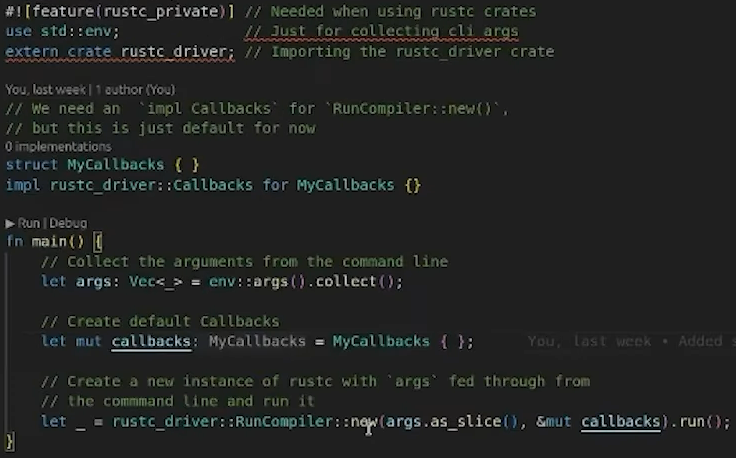 #![feature(rustc_private)] // Needed when using rustc crates
use std::env;              // Just for collecting cli args
extern crate rustc_driver; // Importing the rustc_driver crate
You, last week | 1 author (You)
// We need an  `impl Callbacks` for `RunCompiler::new()`,
// but this is just default for now
0 implementations
struct MyCallbacks { }
impl rustc_driver::Callbacks for MyCallbacks {}
▶ Run | Debug
fn main() {
    // Collect the arguments from the command line
    let args: Vec<_> = env::args().collect();
    // Create default Callbacks
    let mut callbacks: MyCallbacks = MyCallbacks { };     You, last week • Added
    // Create a new instance of rustc with `args` fed through from
    // the commmand line and run it
    let _ = rustc_driver::RunCompiler::new(args.as_slice(), &mut callbacks).run();
}